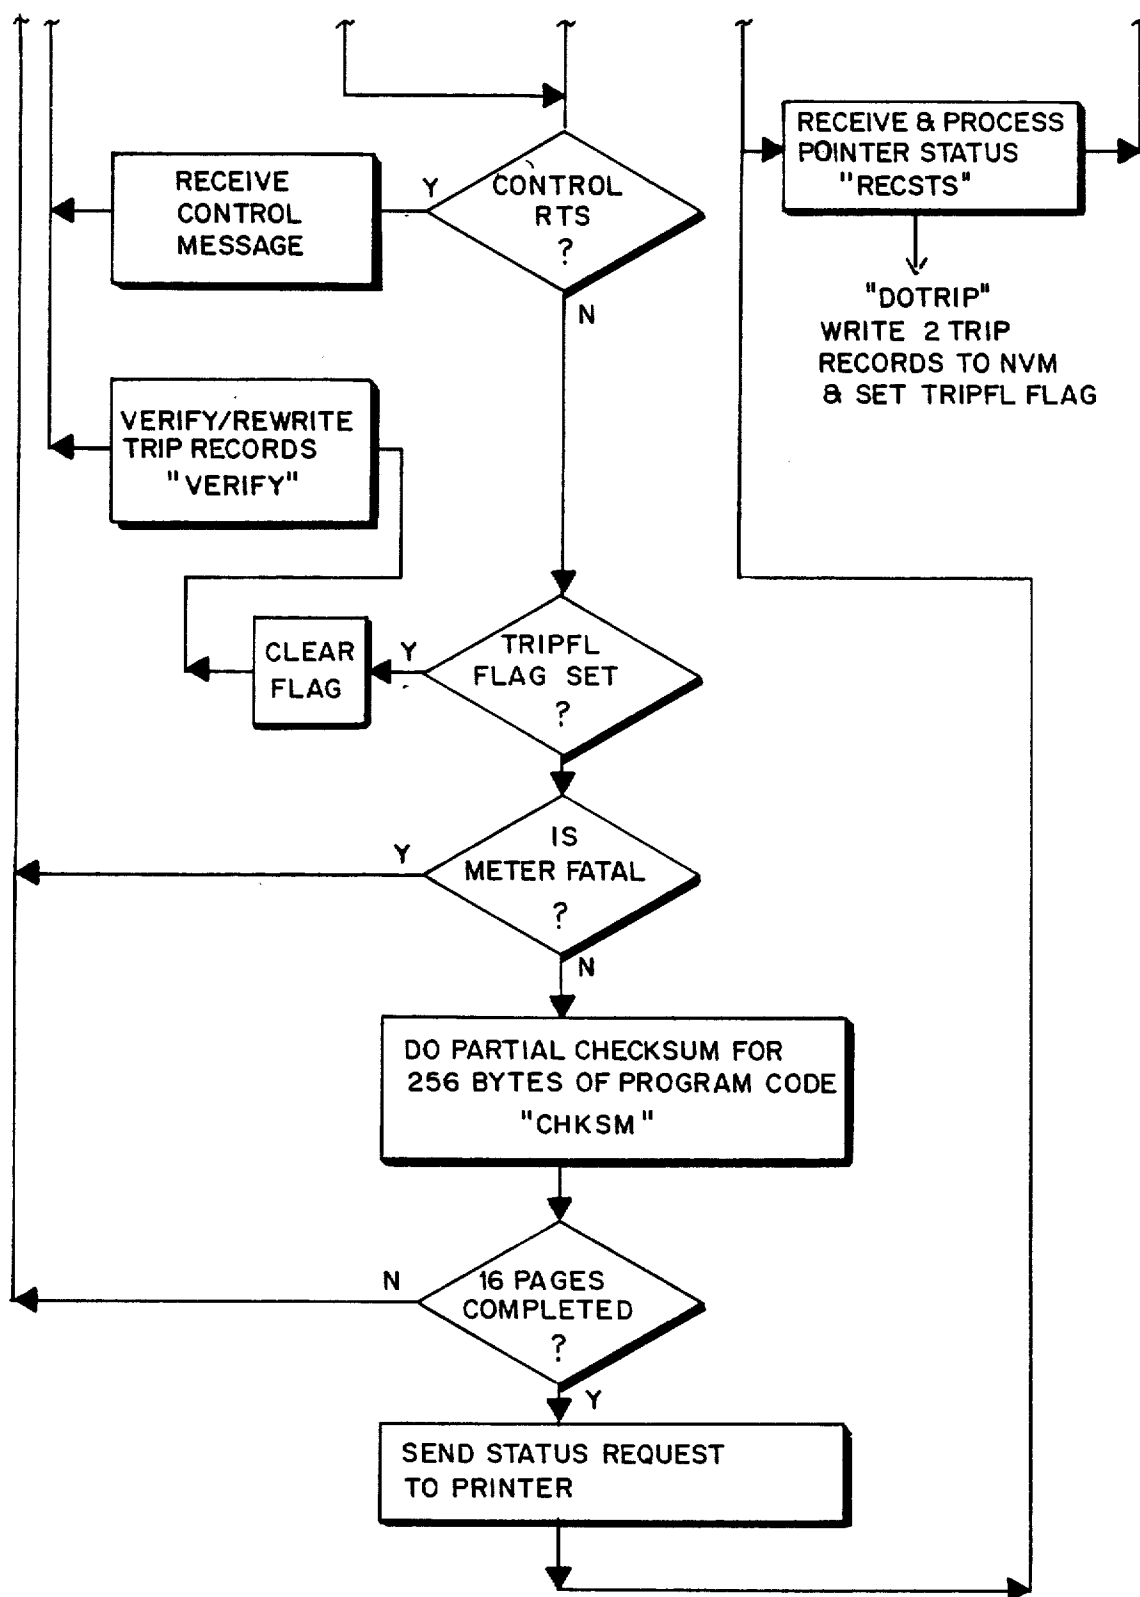 RECEIVE & PROCESS
POINTER STATUS
"RECSTS"
RECEIVE
CONTROL
MESSAGE
Y
CONTROL
RTS
?
N
"DOTRIP"
WRITE 2 TRIP
RECORDS TO NVM
& SET TRIPFL FLAG
VERIFY/REWRITE
TRIP RECORDS
"VERIFY"
CLEAR
FLAG
Y
TRIPFL
FLAG SET
?
Y
IS
METER FATAL
?
N
DO PARTIAL CHECKSUM FOR
256 BYTES OF PROGRAM CODE
"CHKSM"
N
16 PAGES
COMPLETED
?
Y
SEND STATUS REQUEST
TO PRINTER